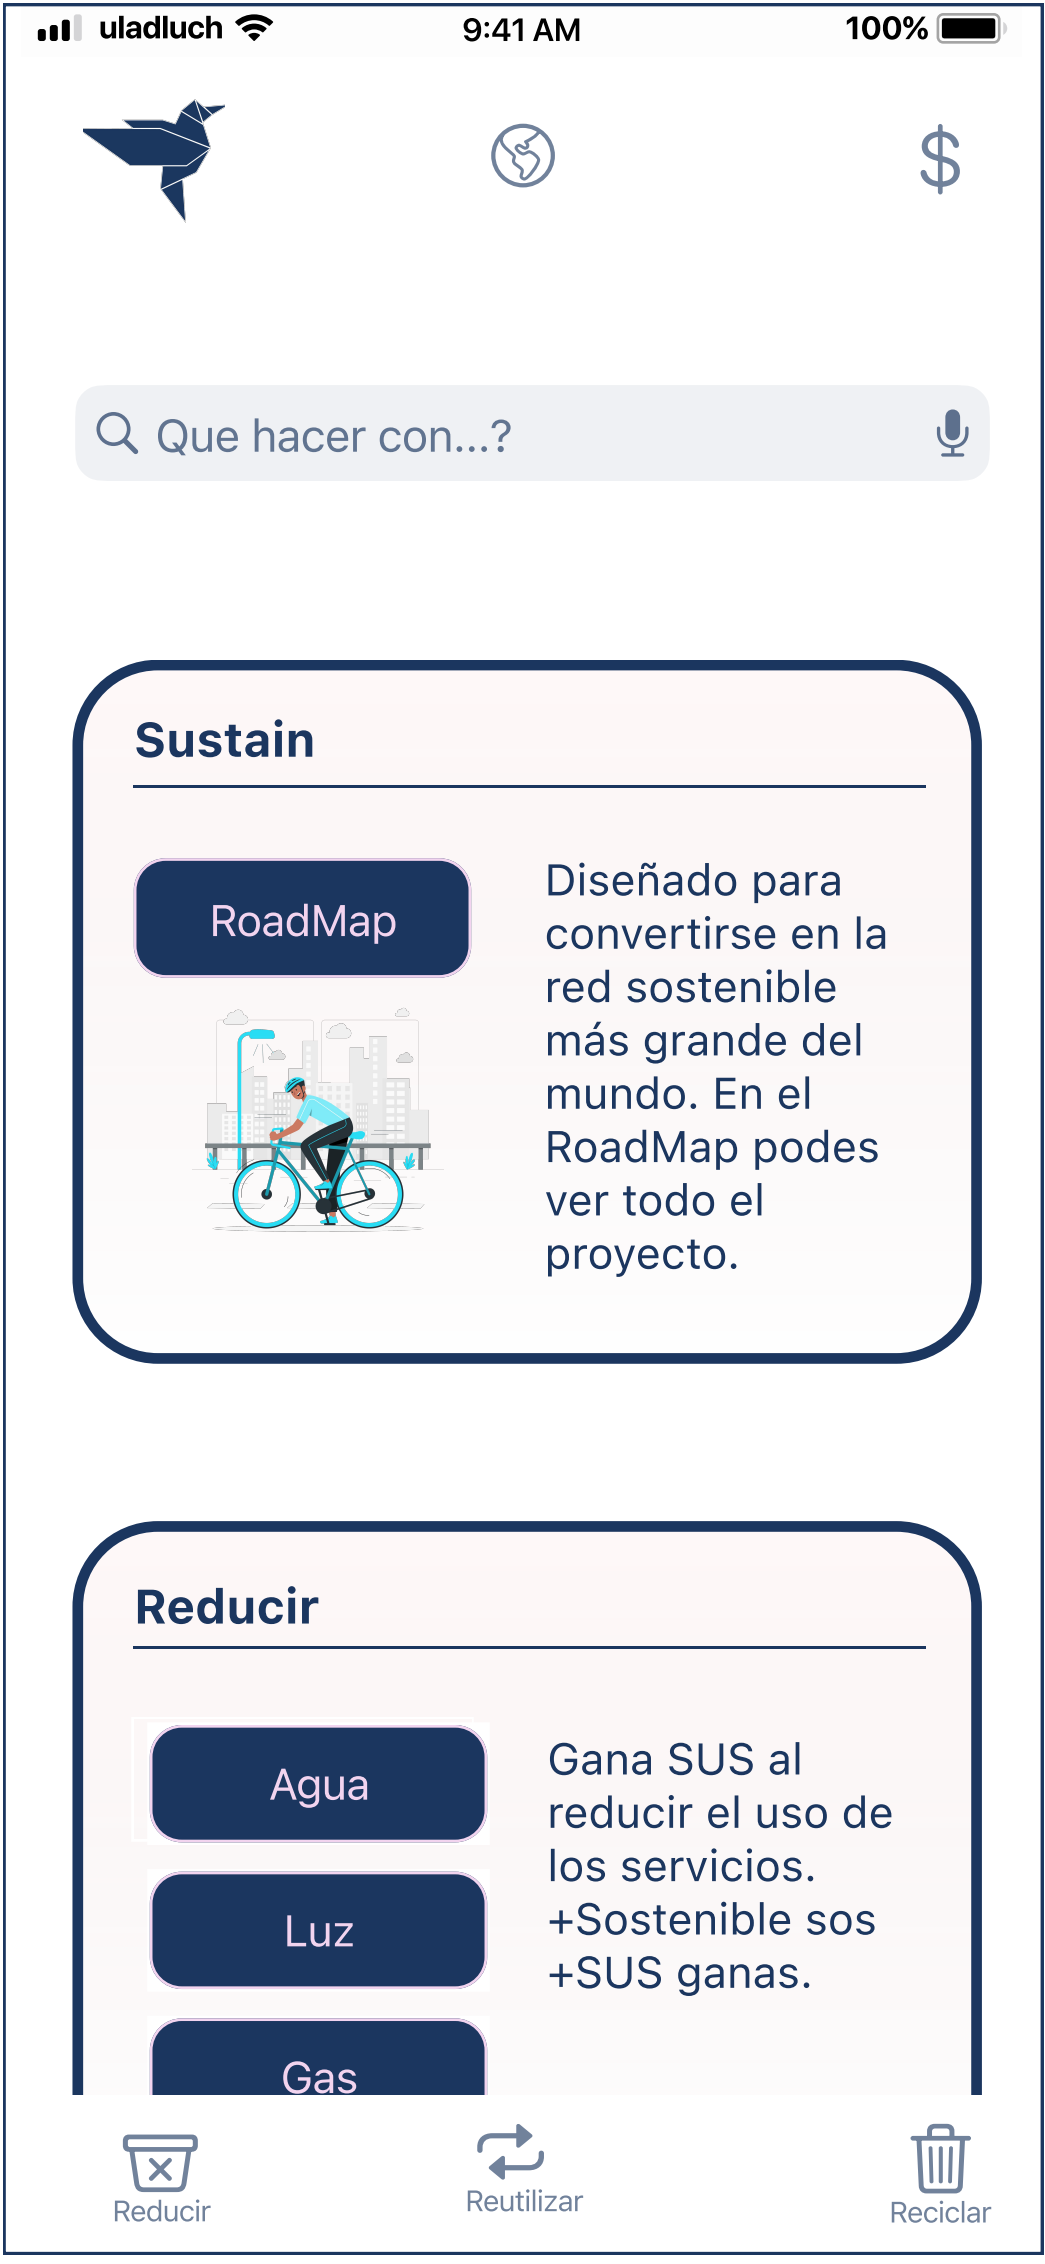 uladluch 9:41 AM 100%
$
Que hacer con...?
Sustain
RoadMap
Diseñado para
convertirse en la
red sostenible
más grande del
mundo. En el
RoadMap podes
ver todo el
proyecto.
Reducir
Agua
Luz
Gas
Gana SUS al
reducir el uso de
los servicios.
+Sostenible sos
+SUS ganas.
Reducir
Reutilizar
Reciclar